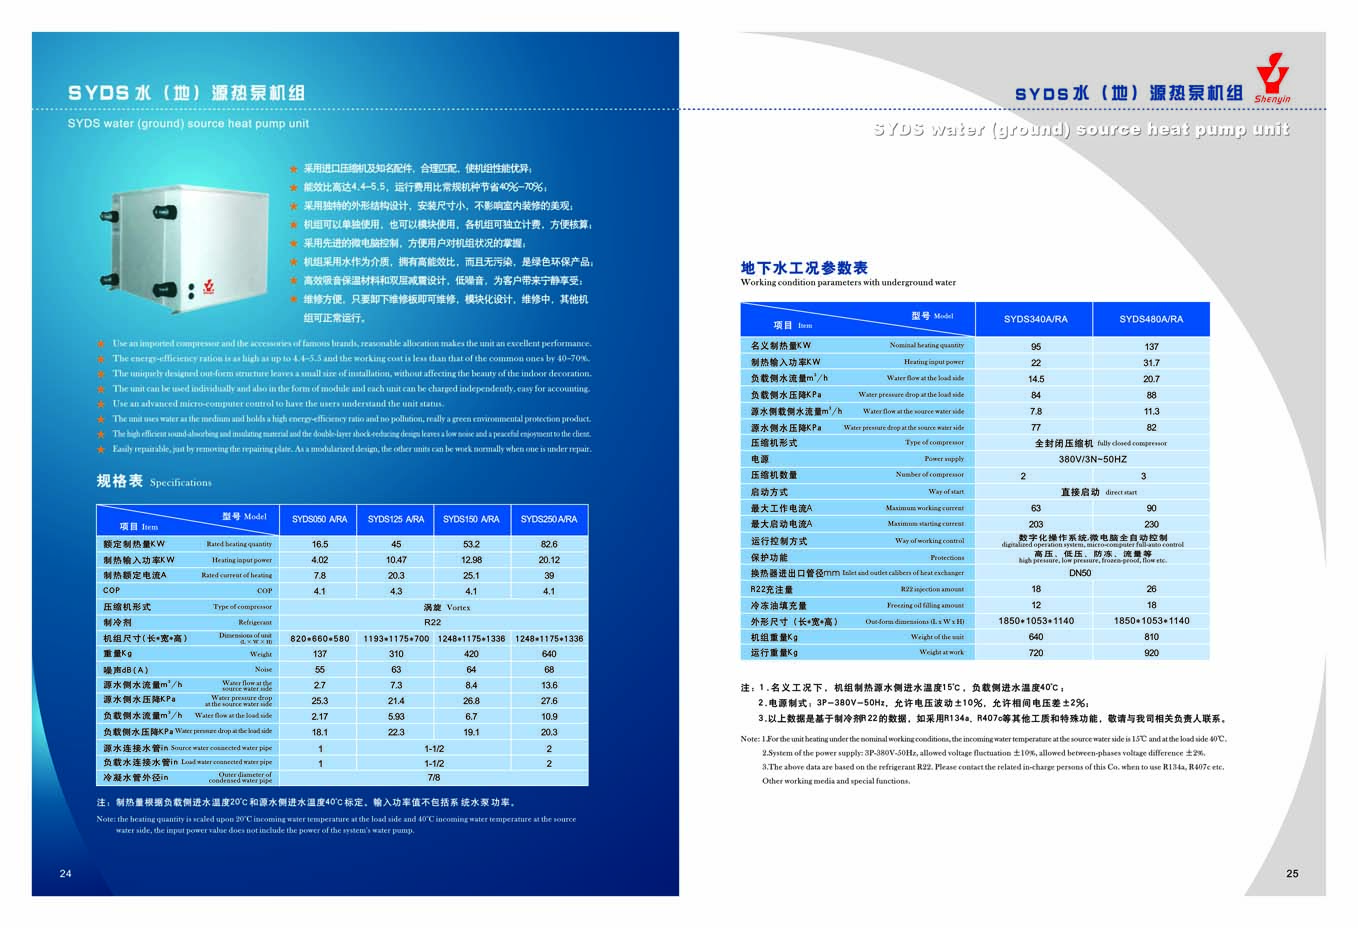 SYDS水（地）源热泵机组
SYDS water (ground) source heat pump unit
★ 采用进口压缩机及知名配件，合理匹配，使机组性能优异；
★ 能效比高达4.4-5.5，运行费用比常规机种节省40%-70%；
★ 采用独特的外形结构设计，安装尺寸小，不影响室内装修的美观；
★ 机组可以单独使用，也可以模块使用，各机组可独立计费，方便核算；
★ 采用先进的微电脑控制，方便用户对机组状况的掌握；
★ 机组采用水作为介质，拥有高能效比，而且无污染，是绿色环保产品；
★ 高效吸音保温材料和双层减震设计，低噪音，为客户带来宁静享受；
★ 维修方便，只要卸下维修板即可维修，模块化设计，维修中，其他机
组可正常运行。
★ Use an imported compressor and the accessories of famous brands, reasonable allocation makes the unit an excellent performance.
★ The energy-efficiency ration is as high as up to 4.4-5.5 and the working cost is less than that of the common ones by 40-70%.
★ The uniquely designed out-form structure leaves a small size of installation, without affecting the beauty of the indoor decoration.
★ The unit can be used individually and also in the form of module and each unit can be charged independently, easy for accounting.
★ Use an advanced micro-computer control to have the users understand the unit status.
★ The unit uses water as the medium and holds a high energy-efficiency ratio and no pollution, really a green environmental protection product.
★ The high efficient sound-absorbing and insulating material and the double-layer shock-reducing design leaves a low noise and a peaceful enjoyment to the client.
★ Easily repairable, just by removing the repairing plate. As a modularized design, the other units can be work normally when one is under repair.
规格表 Specifications
项目 Item 型号 Model SYDS050 A/RA SYDS125 A/RA SYDS150 A/RA SYDS250A/RA
额定制热量KW Rated heating quantity 16.5 45 53.2 82.6
制热输入功率KW Heating input power 4.02 10.47 12.98 20.12
制热额定电流A Rated current of heating 7.8 20.3 25.1 39
COP COP 4.1 4.3 4.1 4.1
压缩机形式 Type of compressor 涡旋 Vortex
制冷剂 Refrigerant R22
机组尺寸(长*宽*高) Dimensions of unit (L×W×H) 820*660*580 1193*1175*700 1248*1175*1336 1248*1175*1336
重量Kg Weight 137 310 420 640
噪声dB(A) Noise 55 63 64 68
源水侧水流量m³/h Water flow at the source water side 2.7 7.3 8.4 13.6
源水侧水压降KPa Water pressure drop at the source water side 25.3 21.4 26.8 27.6
负载侧水流量m³/h Water flow at the load side 2.17 5.93 6.7 10.9
负载侧水压降KPa Water pressure drop at the load side 18.1 22.3 19.1 20.3
源水连接水管in Source water connected water pipe 1 1-1/2 2
负载水连接水管in Load water connected water pipe 1 1-1/2 2
冷凝水管外径in Outer diameter of condensed water pipe 7/8
注：制热量根据负载侧进水温度20℃和源水侧进水温度40℃标定。输入功率值不包括系统水泵功率。
Note: the heating quantity is scaled upon 20℃ incoming water temperature at the load side and 40℃ incoming water temperature at the source
water side, the input power value does not include the power of the system's water pump.
24
SYDS水（地）源热泵机组
Shenyin
SYDS water (ground) source heat pump unit
地下水工况参数表
Working condition parameters with underground water
项目 Item 型号 Model SYDS340A/RA SYDS480A/RA
名义制热量KW Nominal heating quantity 95 137
制热输入功率KW Heating input power 22 31.7
负载侧水流量m³/h Water flow at the load side 14.5 20.7
负载侧水压降KPa Water pressure drop at the load side 84 88
源水侧载侧水流量m³/h Water flow at the source water side 7.8 11.3
源水侧水压降KPa Water pressure drop at the source water side 77 82
压缩机形式 Type of compressor 全封闭压缩机 fully closed compressor
电源 Power supply 380V/3N~50HZ
压缩机数量 Number of compressor 2 3
启动方式 Way of start 直接启动 direct start
最大工作电流A Maximum working current 63 90
最大启动电流A Maximum starting current 203 230
运行控制方式 Way of working control 数字化操作系统,微电脑全自动控制
digitalized operation system, micro-computer full-auto control
保护功能 Protections 高压、低压、防冻、流量等
high pressure, low pressure, frozen-proof, flow etc.
换热器进出口管径mm Inlet and outlet calibers of heat exchanger DN50
R22充注量 R22 injection amount 18 26
冷冻油填充量 Freezing oil filling amount 12 18
外形尺寸（长*宽*高） Out-form dimensions (L x W x H) 1850*1053*1140 1850*1053*1140
机组重量Kg Weight of the unit 640 810
运行重量Kg Weight at work 720 920
注：1.名义工况下，机组制热源水侧进水温度15℃，负载侧进水温度40℃；
2.电源制式：3P-380V-50Hz，允许电压波动±10%，允许相间电压差±2%；
3.以上数据是基于制冷剂R22的数据，如采用R134a、R407c等其他工质和特殊功能，敬请与我司相关负责人联系。
Note: 1.For the unit heating under the nominal working conditions, the incoming water temperature at the source water side is 15℃ and at the load side 40℃.
2.System of the power supply: 3P-380V-50Hz, allowed voltage fluctuation ±10%, allowed between-phases voltage difference ±2%.
3.The above data are based on the refrigerant R22. Please contact the related in-charge persons of this Co. when to use R134a, R407c etc.
Other working media and special functions.
25